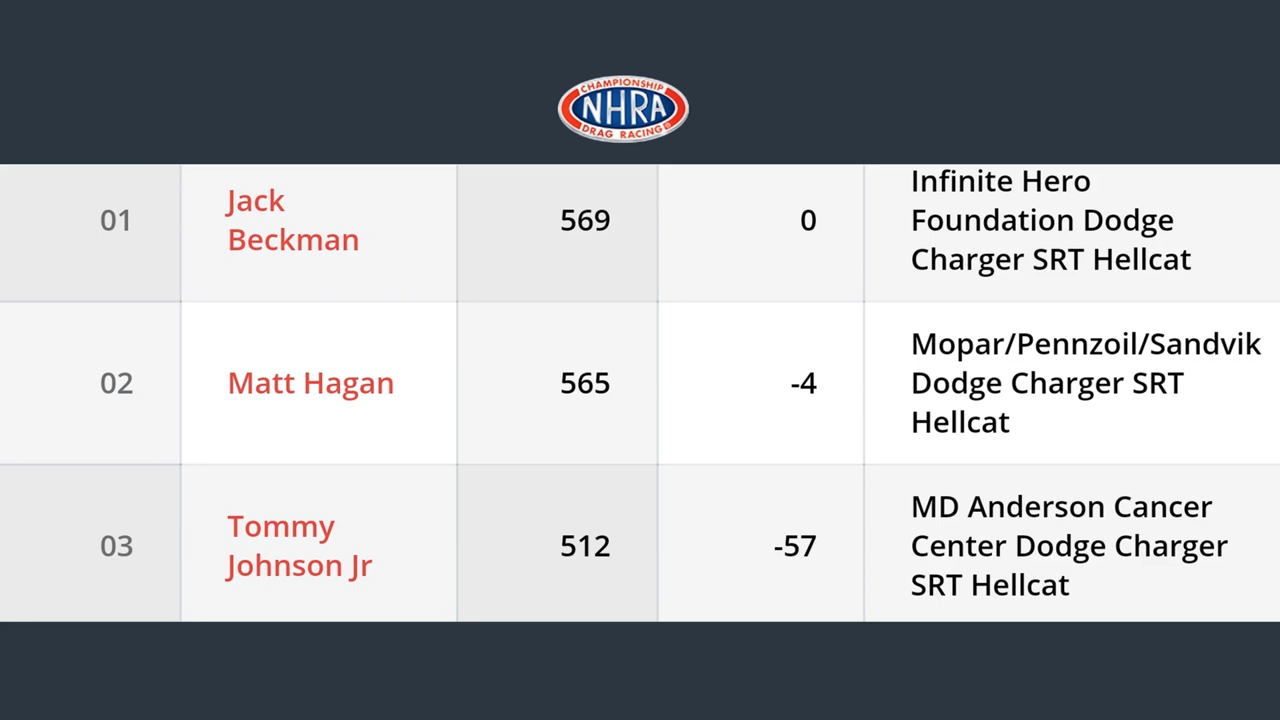 CHAMPIONSHIP
NHRA
DRAG RACING
01
Jack
Beckman
569
0
Infinite Hero
Foundation Dodge
Charger SRT Hellcat
02
Matt Hagan
565
-4
Mopar/Pennzoil/Sandvik
Dodge Charger SRT
Hellcat
03
Tommy
Johnson Jr
512
-57
MD Anderson Cancer
Center Dodge Charger
SRT Hellcat